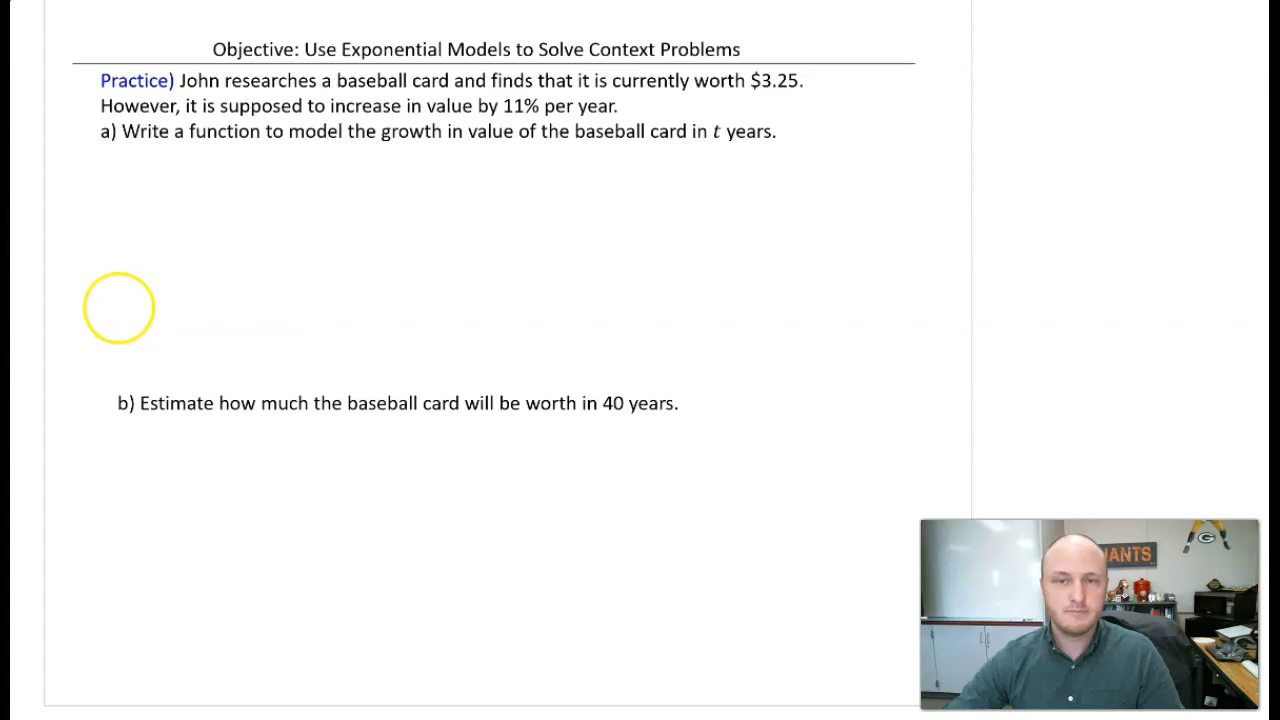 Objective: Use Exponential Models to Solve Context Problems
Practice) John researches a baseball card and finds that it is currently worth $3.25.
However, it is supposed to increase in value by 11% per year.
a) Write a function to model the growth in value of the baseball card in t years.
b) Estimate how much the baseball card will be worth in 40 years.
G
IANTS